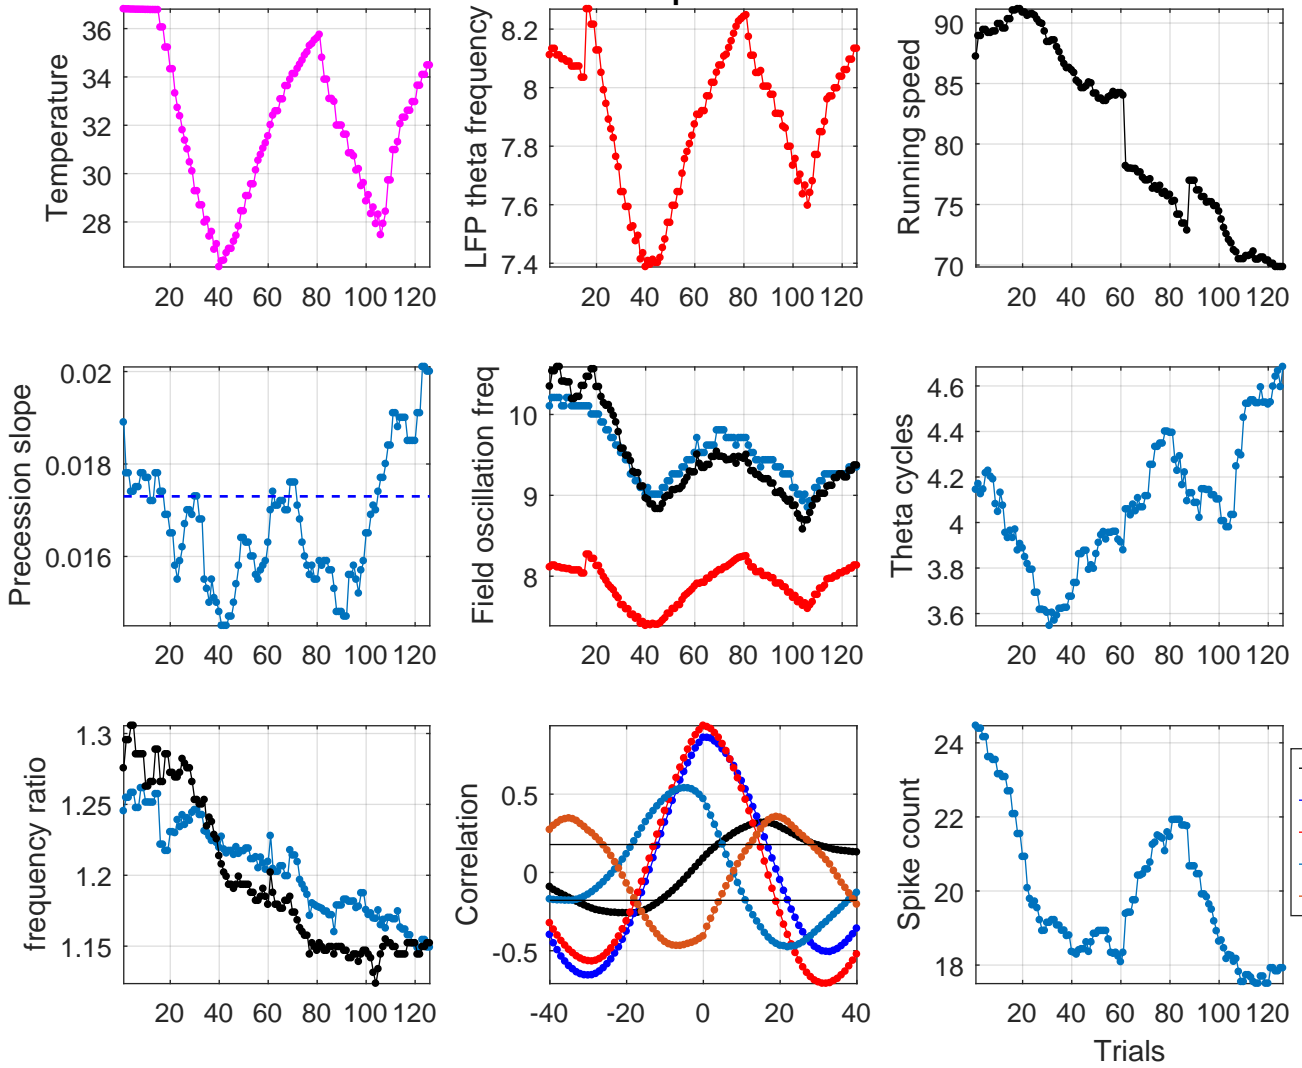 Temperature
36
34
32
30
28
20 40 60 80 100 120
LFP theta frequency
8.2
8
7.8
7.6
7.4
20 40 60 80 100 120
Running speed
90
85
80
75
70
20 40 60 80 100 120
Precession slope
0.02
0.018
0.016
20 40 60 80 100 120
Field oscillation freq
10
9
8
20 40 60 80 100 120
Theta cycles
4.6
4.4
4.2
4
3.8
3.6
20 40 60 80 100 120
frequency ratio
1.3
1.25
1.2
1.15
20 40 60 80 100 120
Correlation
0.5
0
-0.5
-40 -20 0 20 40
Spike count
24
22
20
18
20 40 60 80 100 120
Trials